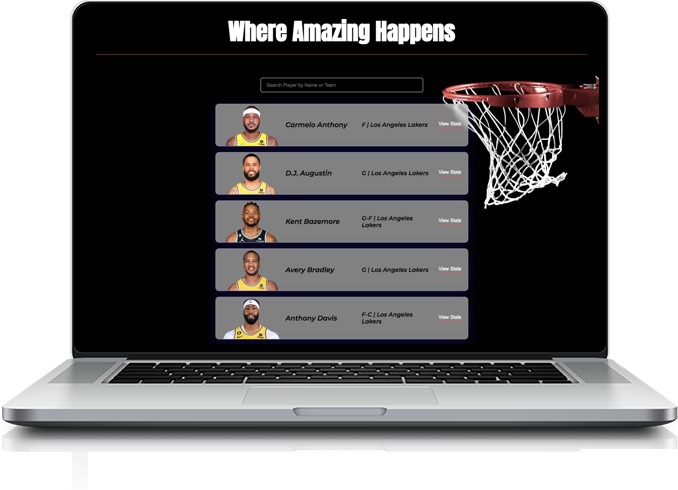 Where Amazing Happens
Search Player by Name or Team
Carmelo Anthony
F | Los Angeles Lakers
View Stats
D.J. Augustin
G | Los Angeles Lakers
View Stats
Kent Bazemore
G-F | Los Angeles
Lakers
View Stats
Avery Bradley
G | Los Angeles Lakers
View Stats
Anthony Davis
F-C | Los Angeles
Lakers
View Stats